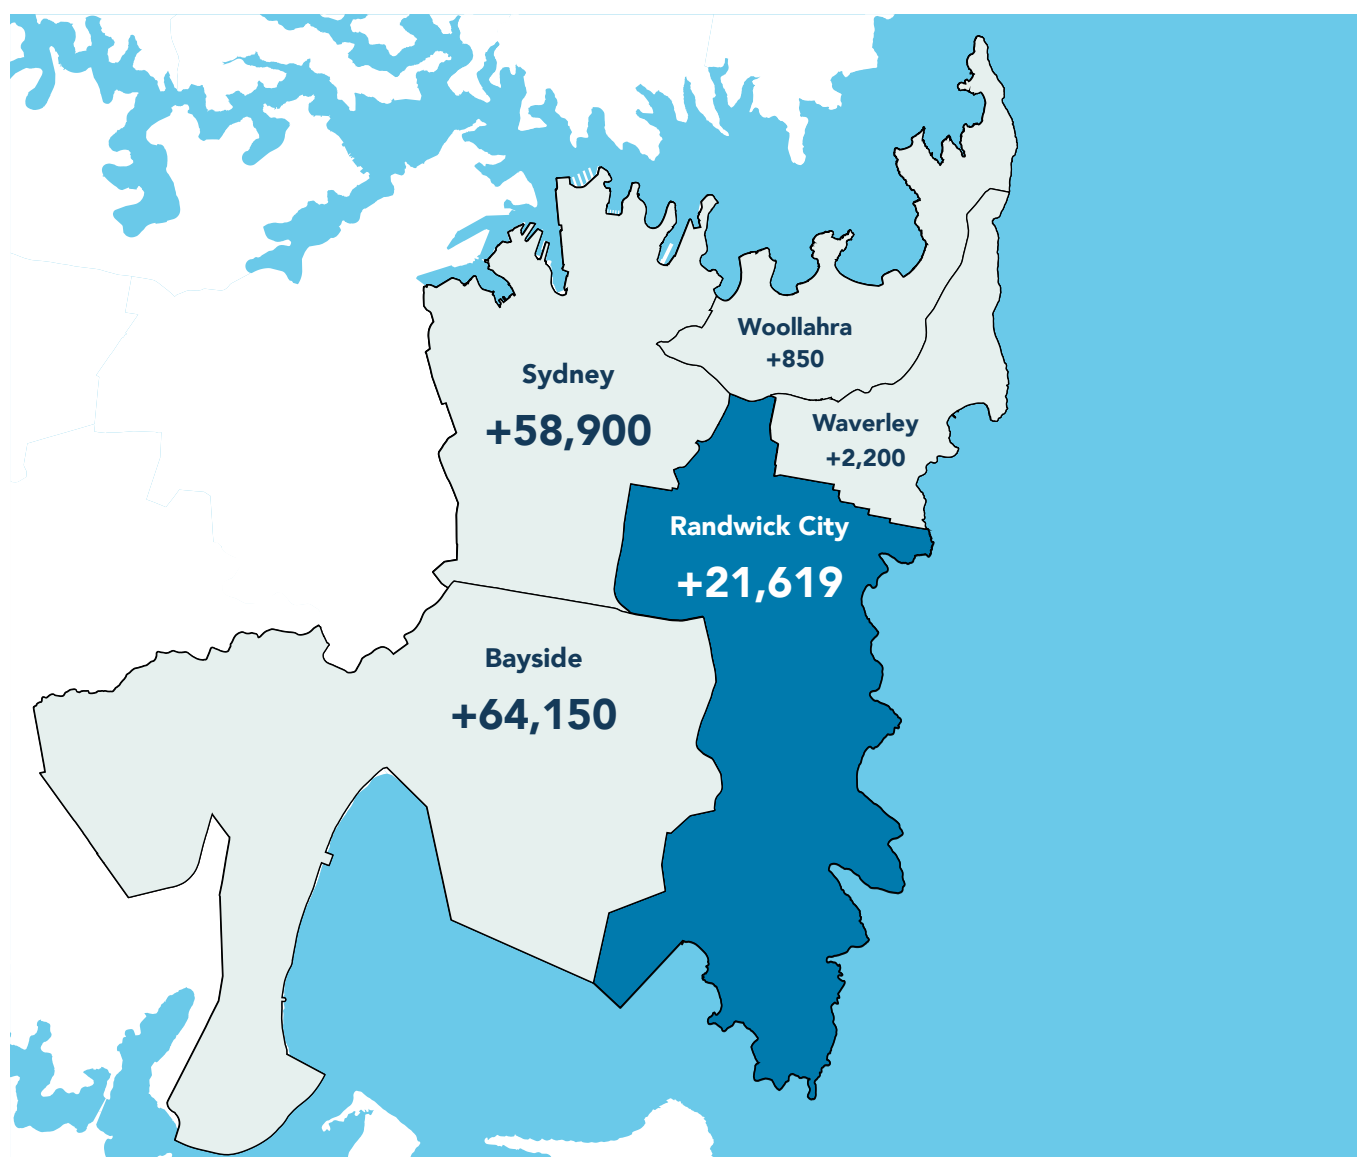 Woollahra
+850
Sydney
+58,900
Waverley
+2,200
Randwick City
+21,619
Bayside
+64,150